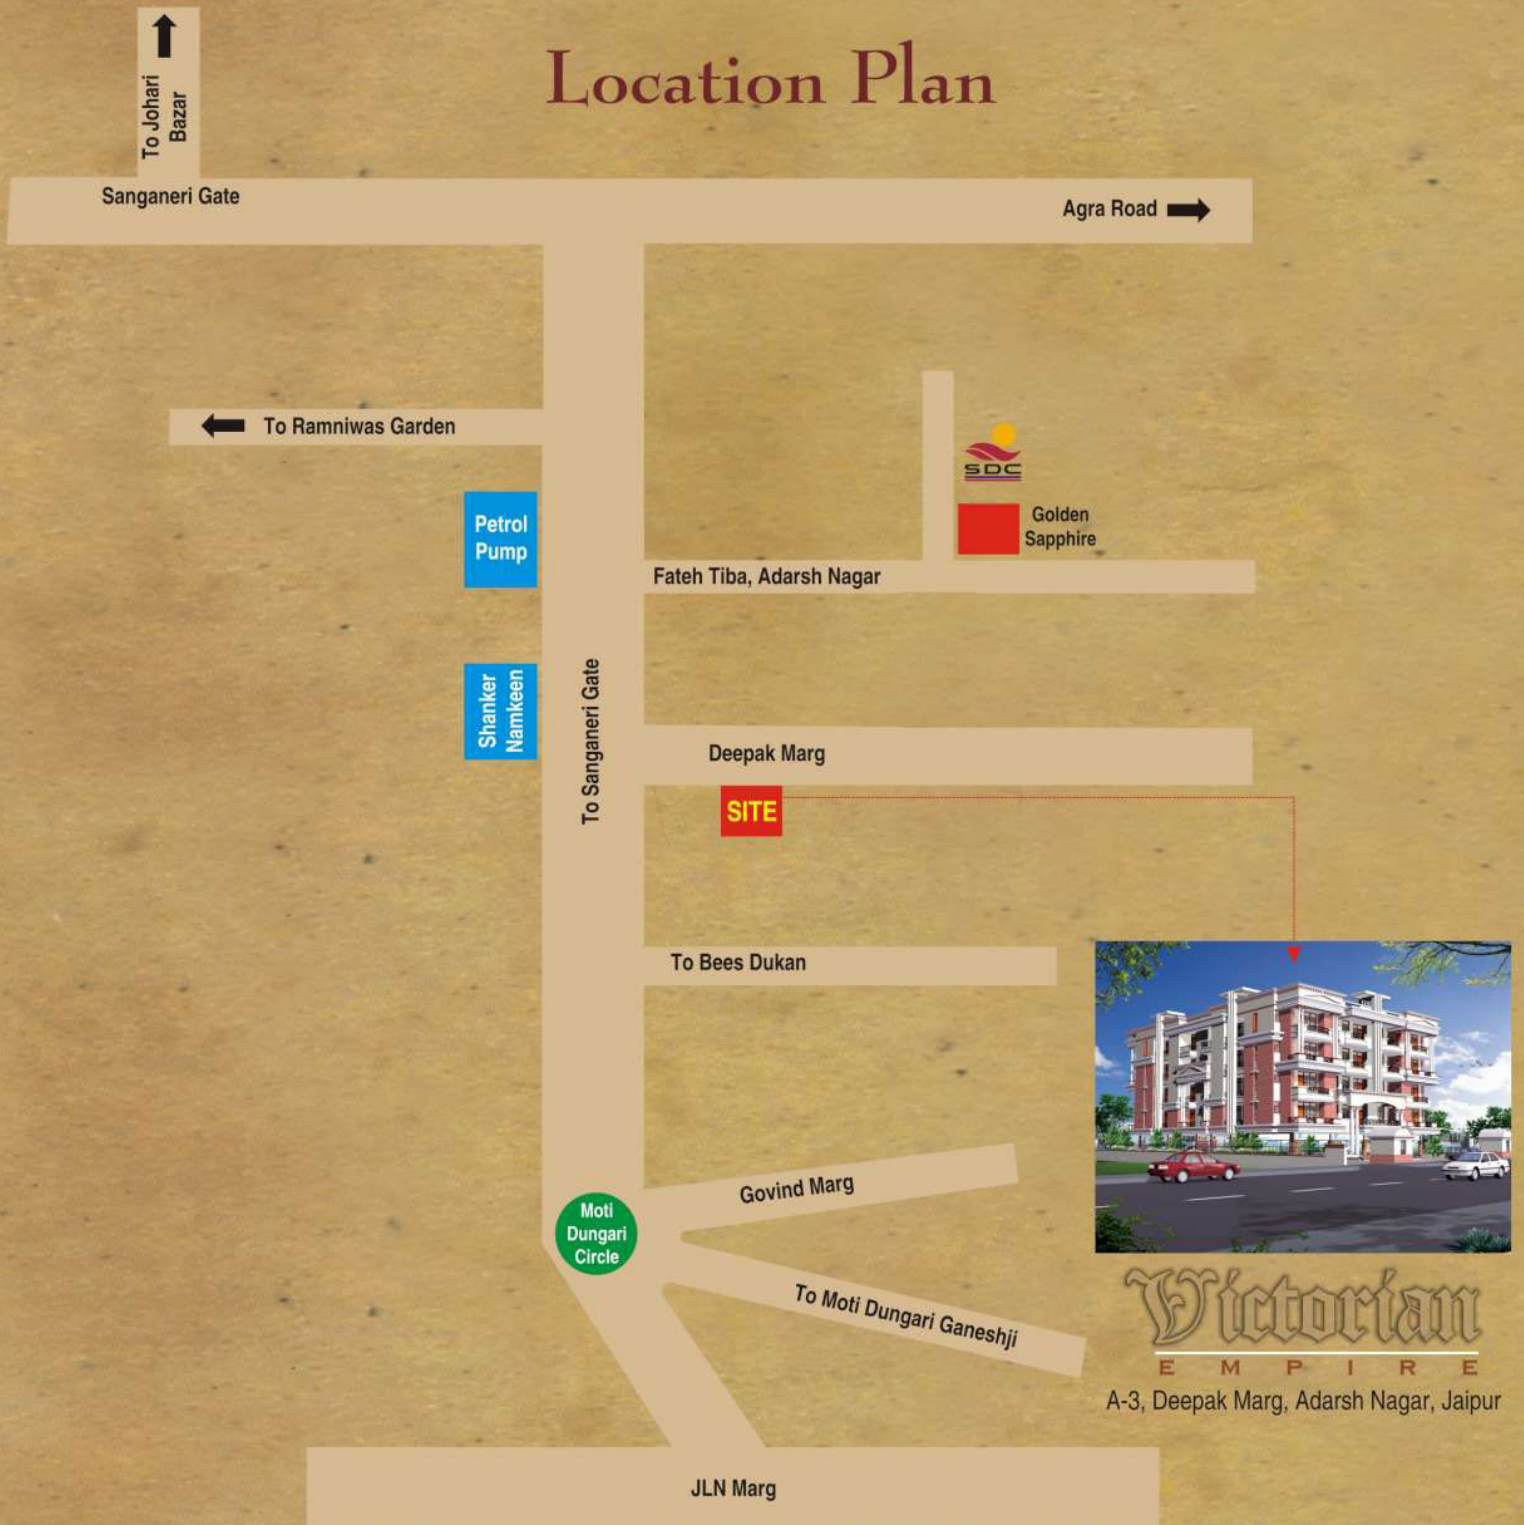 Location Plan
To Johari
Bazar
Sanganeri Gate
Agra Road
To Ramniwas Garden
SDC
Petrol
Pump
Golden
Sapphire
Fateh Tiba, Adarsh Nagar
Shanker
Namkeen
To Sanganeri Gate
Deepak Marg
SITE
To Bees Dukan
Govind Marg
Moti
Dungari
Circle
To Moti Dungari Ganeshji
Victorian
EMPIRE
A-3, Deepak Marg, Adarsh Nagar, Jaipur
JLN Marg